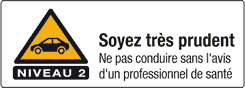 Soyez très prudent
Ne pas conduire sans l'avis
d'un professionnel de santé
NIVEAU 2